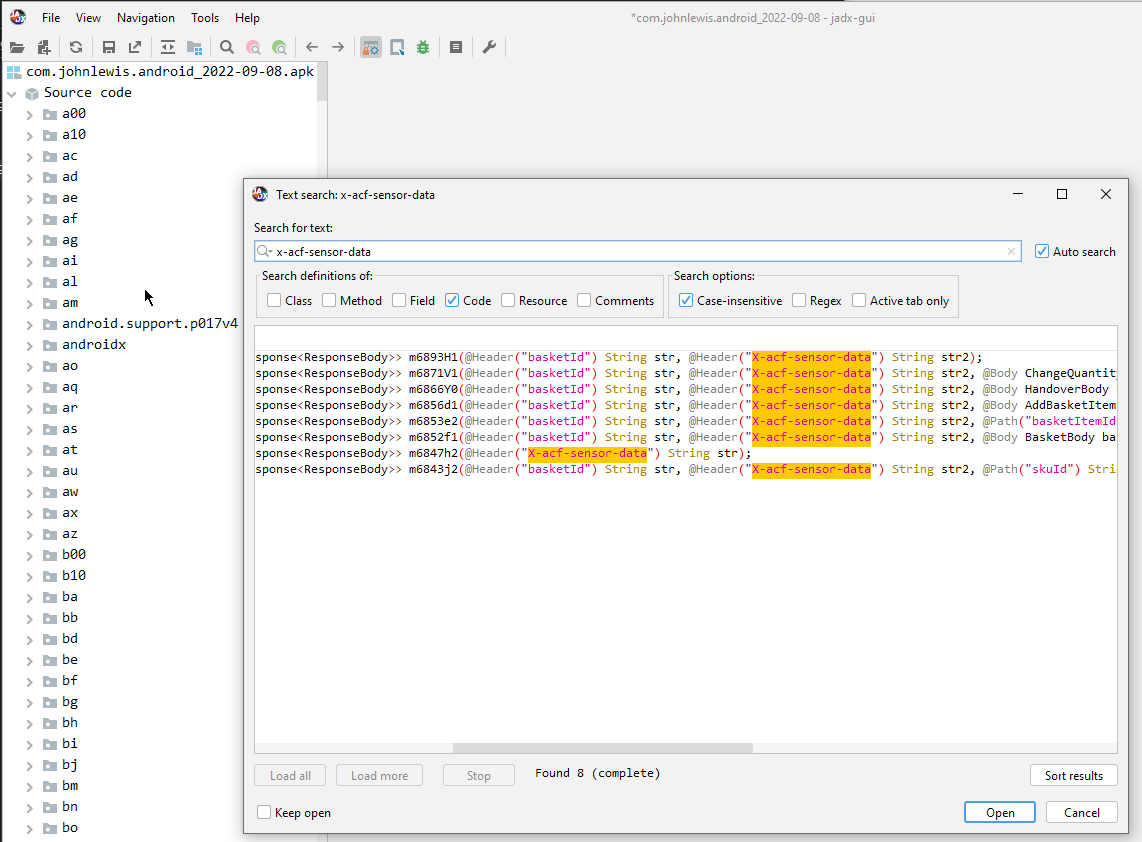 File View Navigation Tools Help
*com.johnlewis.android_2022-09-08 - jadx-gui
com.johnlewis.android_2022-09-08.apk
Source code
a00
a10
ac
ad
ae
af
ag
ai
al
am
android.support.p017v4
androidx
ao
aq
ar
as
at
au
aw
ax
az
b00
b10
ba
bb
bd
be
bf
bg
bh
bi
bj
bm
bn
bo
Text search: x-acf-sensor-data
Search for text:
x-acf-sensor-data
Auto search
Search definitions of:
Class Method Field Code Resource Comments
Search options:
Case-insensitive Regex Active tab only
sponse<ResponseBody>> m6893H1(@Header("basketId") String str, @Header("X-acf-sensor-data") String str2);
sponse<ResponseBody>> m6871V1(@Header("basketId") String str, @Header("X-acf-sensor-data") String str2, @Body ChangeQuantity
sponse<ResponseBody>> m6866Y0(@Header("basketId") String str, @Header("X-acf-sensor-data") String str2, @Body HandoverBody
sponse<ResponseBody>> m6856d1(@Header("basketId") String str, @Header("X-acf-sensor-data") String str2, @Body AddBasketItem
sponse<ResponseBody>> m6853e2(@Header("basketId") String str, @Header("X-acf-sensor-data") String str2, @Path("basketItemId
sponse<ResponseBody>> m6852f1(@Header("basketId") String str, @Header("X-acf-sensor-data") String str2, @Body BasketBody ba
sponse<ResponseBody>> m6847h2(@Header("X-acf-sensor-data") String str);
sponse<ResponseBody>> m6843j2(@Header("basketId") String str, @Header("X-acf-sensor-data") String str2, @Path("skuId") Stri
Load all
Load more
Stop
Found 8 (complete)
Sort results
Keep open
Open
Cancel